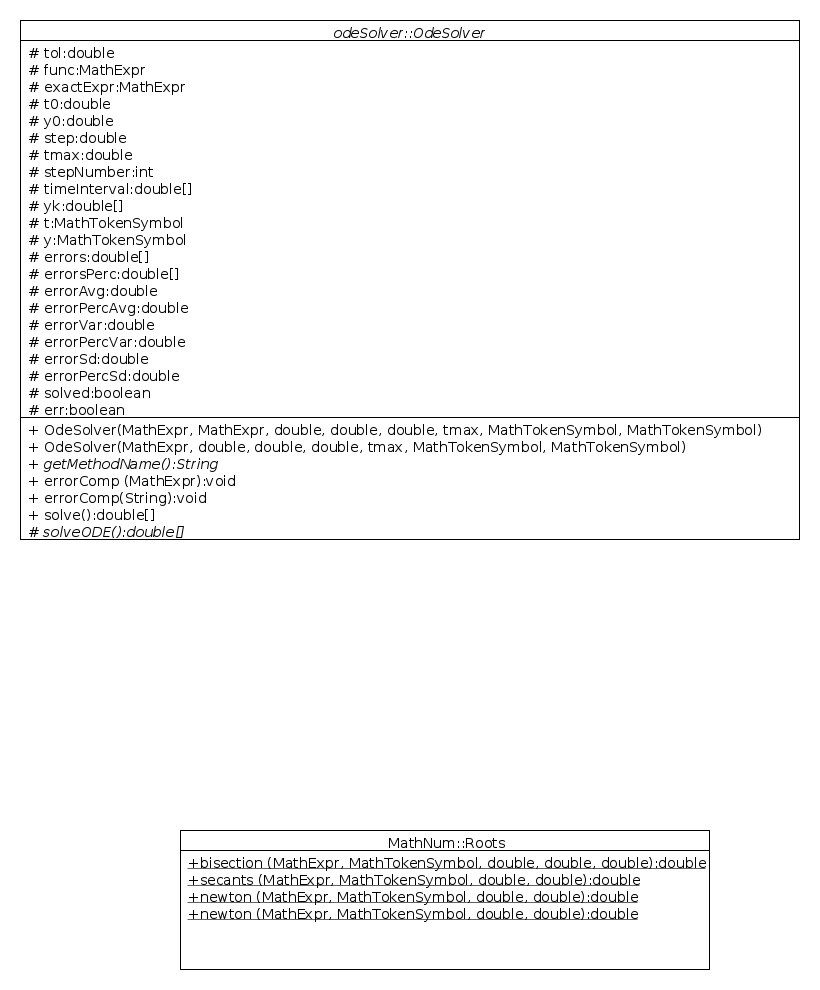 odeSolver::OdeSolver
# tol:double
# func:MathExpr
# exactExpr:MathExpr
# t0:double
# y0:double
# step:double
# tmax:double
# stepNumber:int
# timeInterval:double[]
# yk:double[]
# t:MathTokenSymbol
# y:MathTokenSymbol
# errors:double[]
# errorsPerc:double[]
# errorAvg:double
# errorPercAvg:double
# errorVar:double
# errorPercVar:double
# errorSd:double
# errorPercSd:double
# solved:boolean
# err:boolean
+ OdeSolver(MathExpr, MathExpr, double, double, double, tmax, MathTokenSymbol, MathTokenSymbol)
+ OdeSolver(MathExpr, double, double, double, tmax, MathTokenSymbol, MathTokenSymbol)
+ getMethodName():String
+ errorComp (MathExpr):void
+ errorComp(String):void
+ solve():double[]
# solveODE():double[]
MathNum::Roots
+bisection (MathExpr, MathTokenSymbol, double, double, double):double
+secants (MathExpr, MathTokenSymbol, double, double):double
+newton (MathExpr, MathTokenSymbol, double, double):double
+newton (MathExpr, MathTokenSymbol, double, double):double